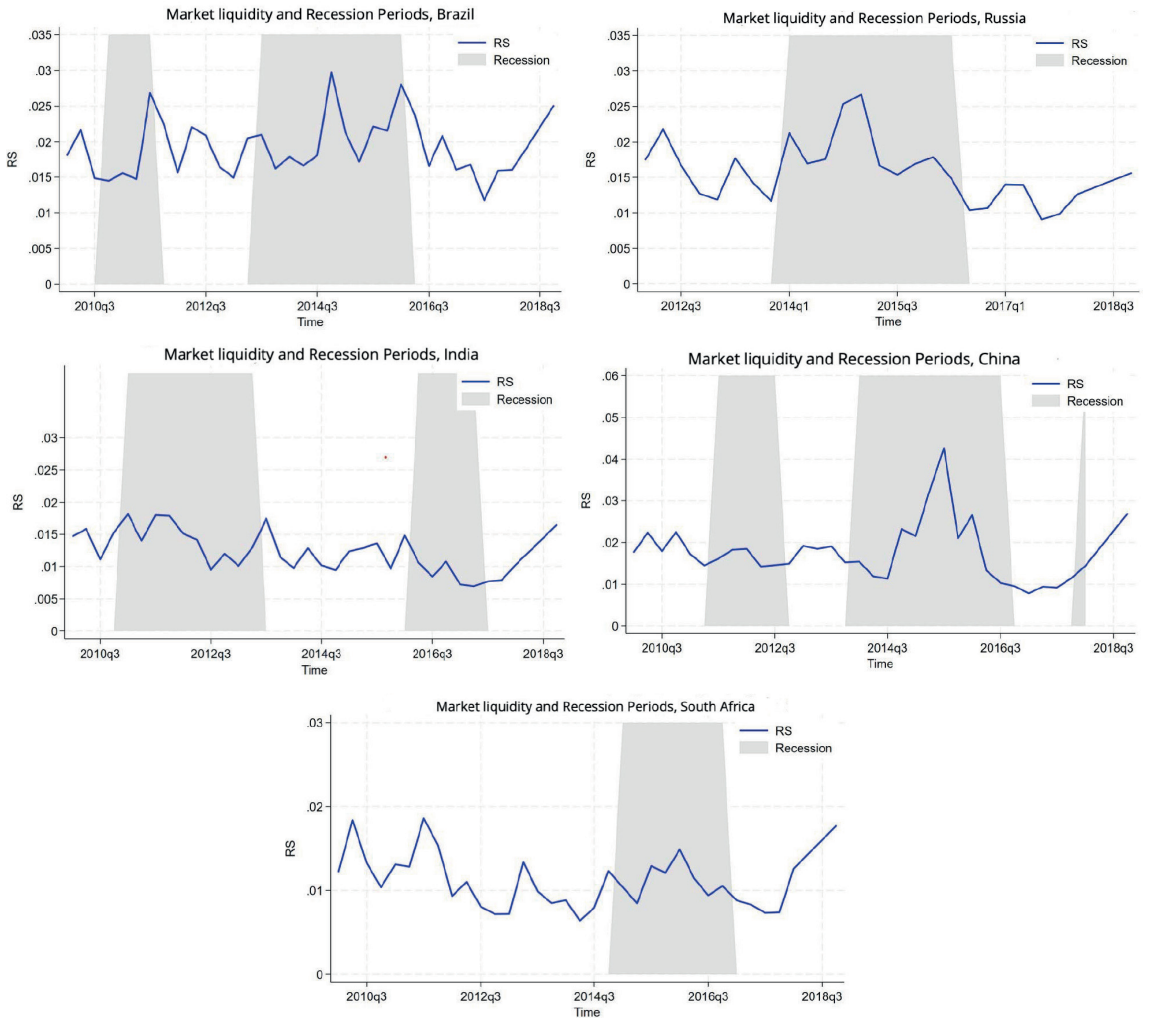 Market liquidity and Recession Periods, Brazil
.035
.03
.025
.02
.015
.01
.005
0
RS
RS
Recession
2010q3 2012q3 2014q3 2016q3 2018q3
Time
Market liquidity and Recession Periods, Russia
.035
.03
.025
.02
.015
.01
.005
0
RS
RS
Recession
2012q3 2014q1 2015q3 2017q1 2018q3
Time
Market liquidity and Recession Periods, India
.03
.025
.02
.015
.01
.005
0
RS
RS
Recession
2010q3 2012q3 2014q3 2016q3 2018q3
Time
Market liquidity and Recession Periods, China
.06
.05
.04
.03
.02
.01
0
RS
RS
Recession
2010q3 2012q3 2014q3 2016q3 2018q3
Time
Market liquidity and Recession Periods, South Africa
.03
.02
.01
0
RS
RS
Recession
2010q3 2012q3 2014q3 2016q3 2018q3
Time